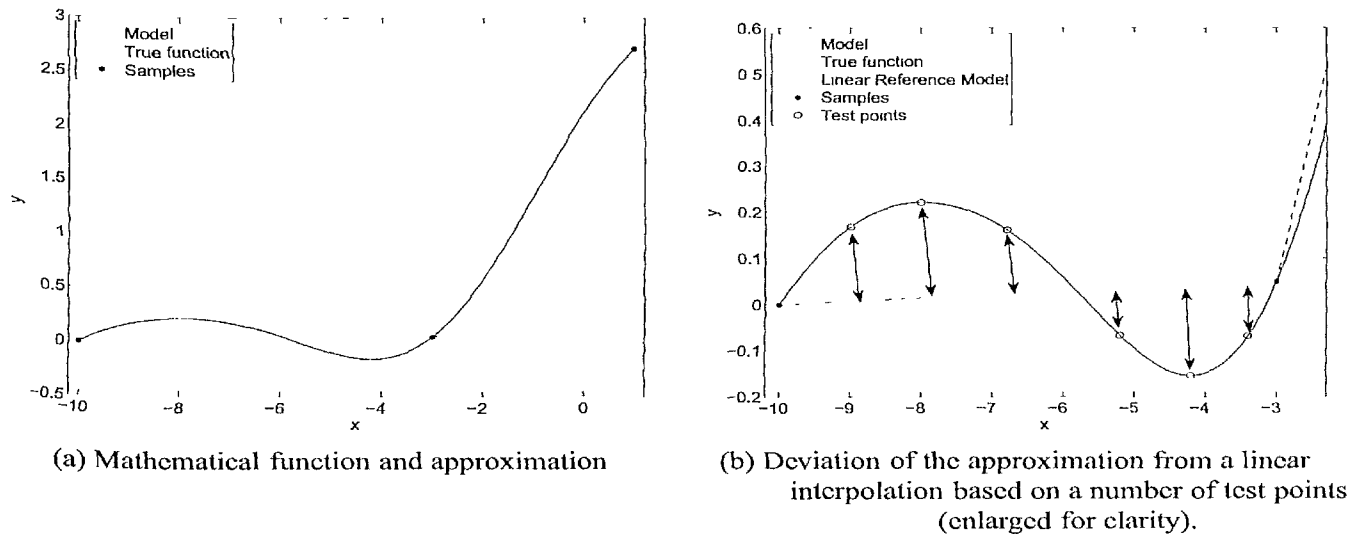 3
2.5
2
1.5
1
0.5
0
−0.5
y
Model
True function
Samples
−10
−8
−6
−4
−2
0
x
(a) Mathematical function and approximation
0.6
0.5
0.4
0.3
0.2
0.1
0
−0.1
−0.2
y
Model
True function
Linear Reference Model
Samples
Test points
−10
−9
−8
−7
−6
−5
−4
−3
x
(b) Deviation of the approximation from a linear
interpolation based on a number of test points
(enlarged for clarity).